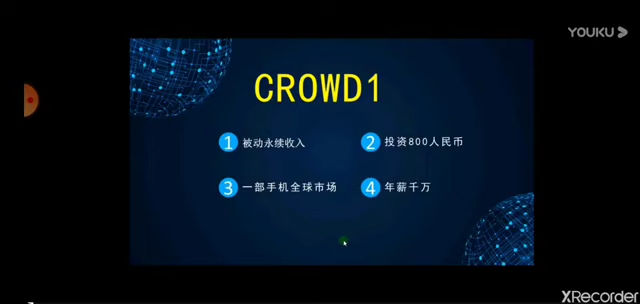 YOUKU
CROWD1
1 被动永续收入
2 投资800人民币
3 一部手机全球市场
4 年薪千万
XRecorder